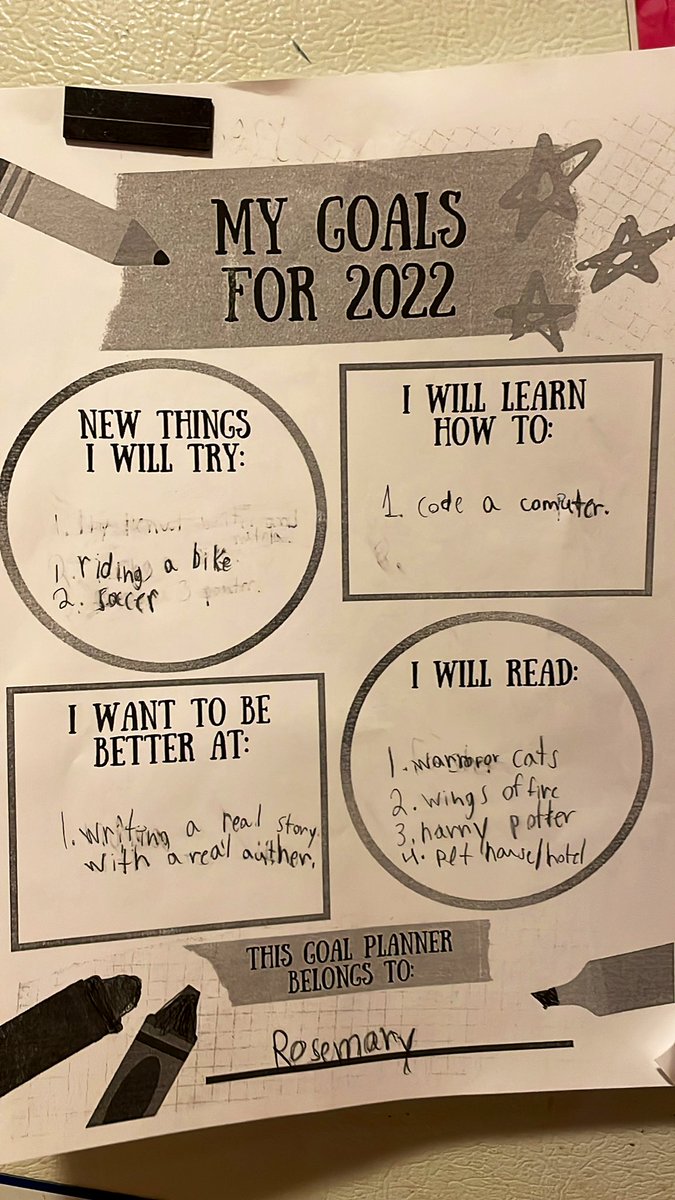 MY GOALS
FOR 2022
NEW THINGS
I WILL TRY:
1. riding a bike
2. soccer
I WILL LEARN
HOW TO:
1. code a computer.
I WANT TO BE
BETTER AT:
1. writing a real story
with a real auther.
I WILL READ:
1. warrior cats
2. wings of fire
3. harry potter
4. pet house/hotel
THIS GOAL PLANNER
BELONGS TO:
Rosemary